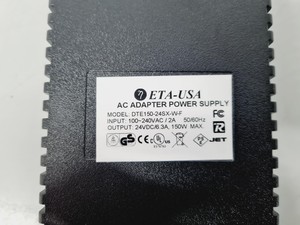 ETA-USA
AC ADAPTER POWER SUPPLY
MODEL: DTE150-24SX-W-F
INPUT: 100~240VAC / 2A 50/60Hz
OUTPUT: 24VDC/6.3A, 150W MAX.
JET